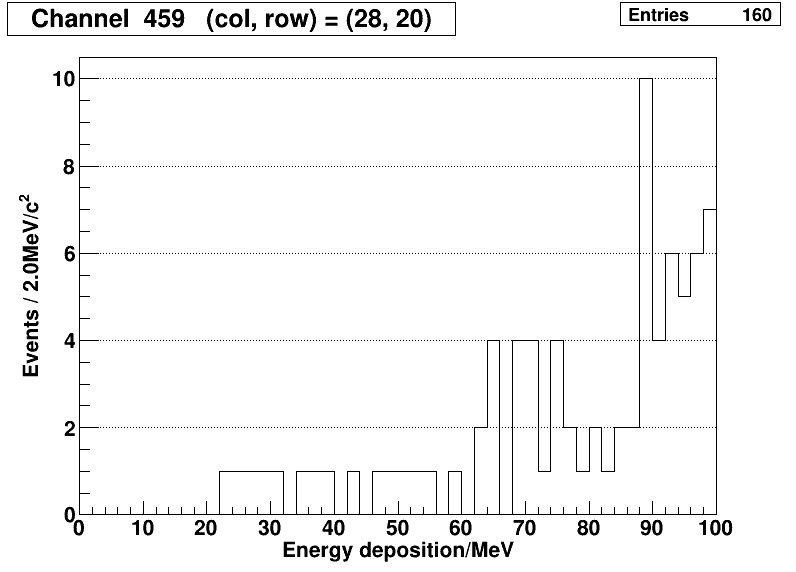 Channel 459 (col, row) = (28, 20)
Entries 160
10
8
6
4
2
0
Events / 2.0MeV/c²
0 10 20 30 40 50 60 70 80 90 100
Energy deposition/MeV